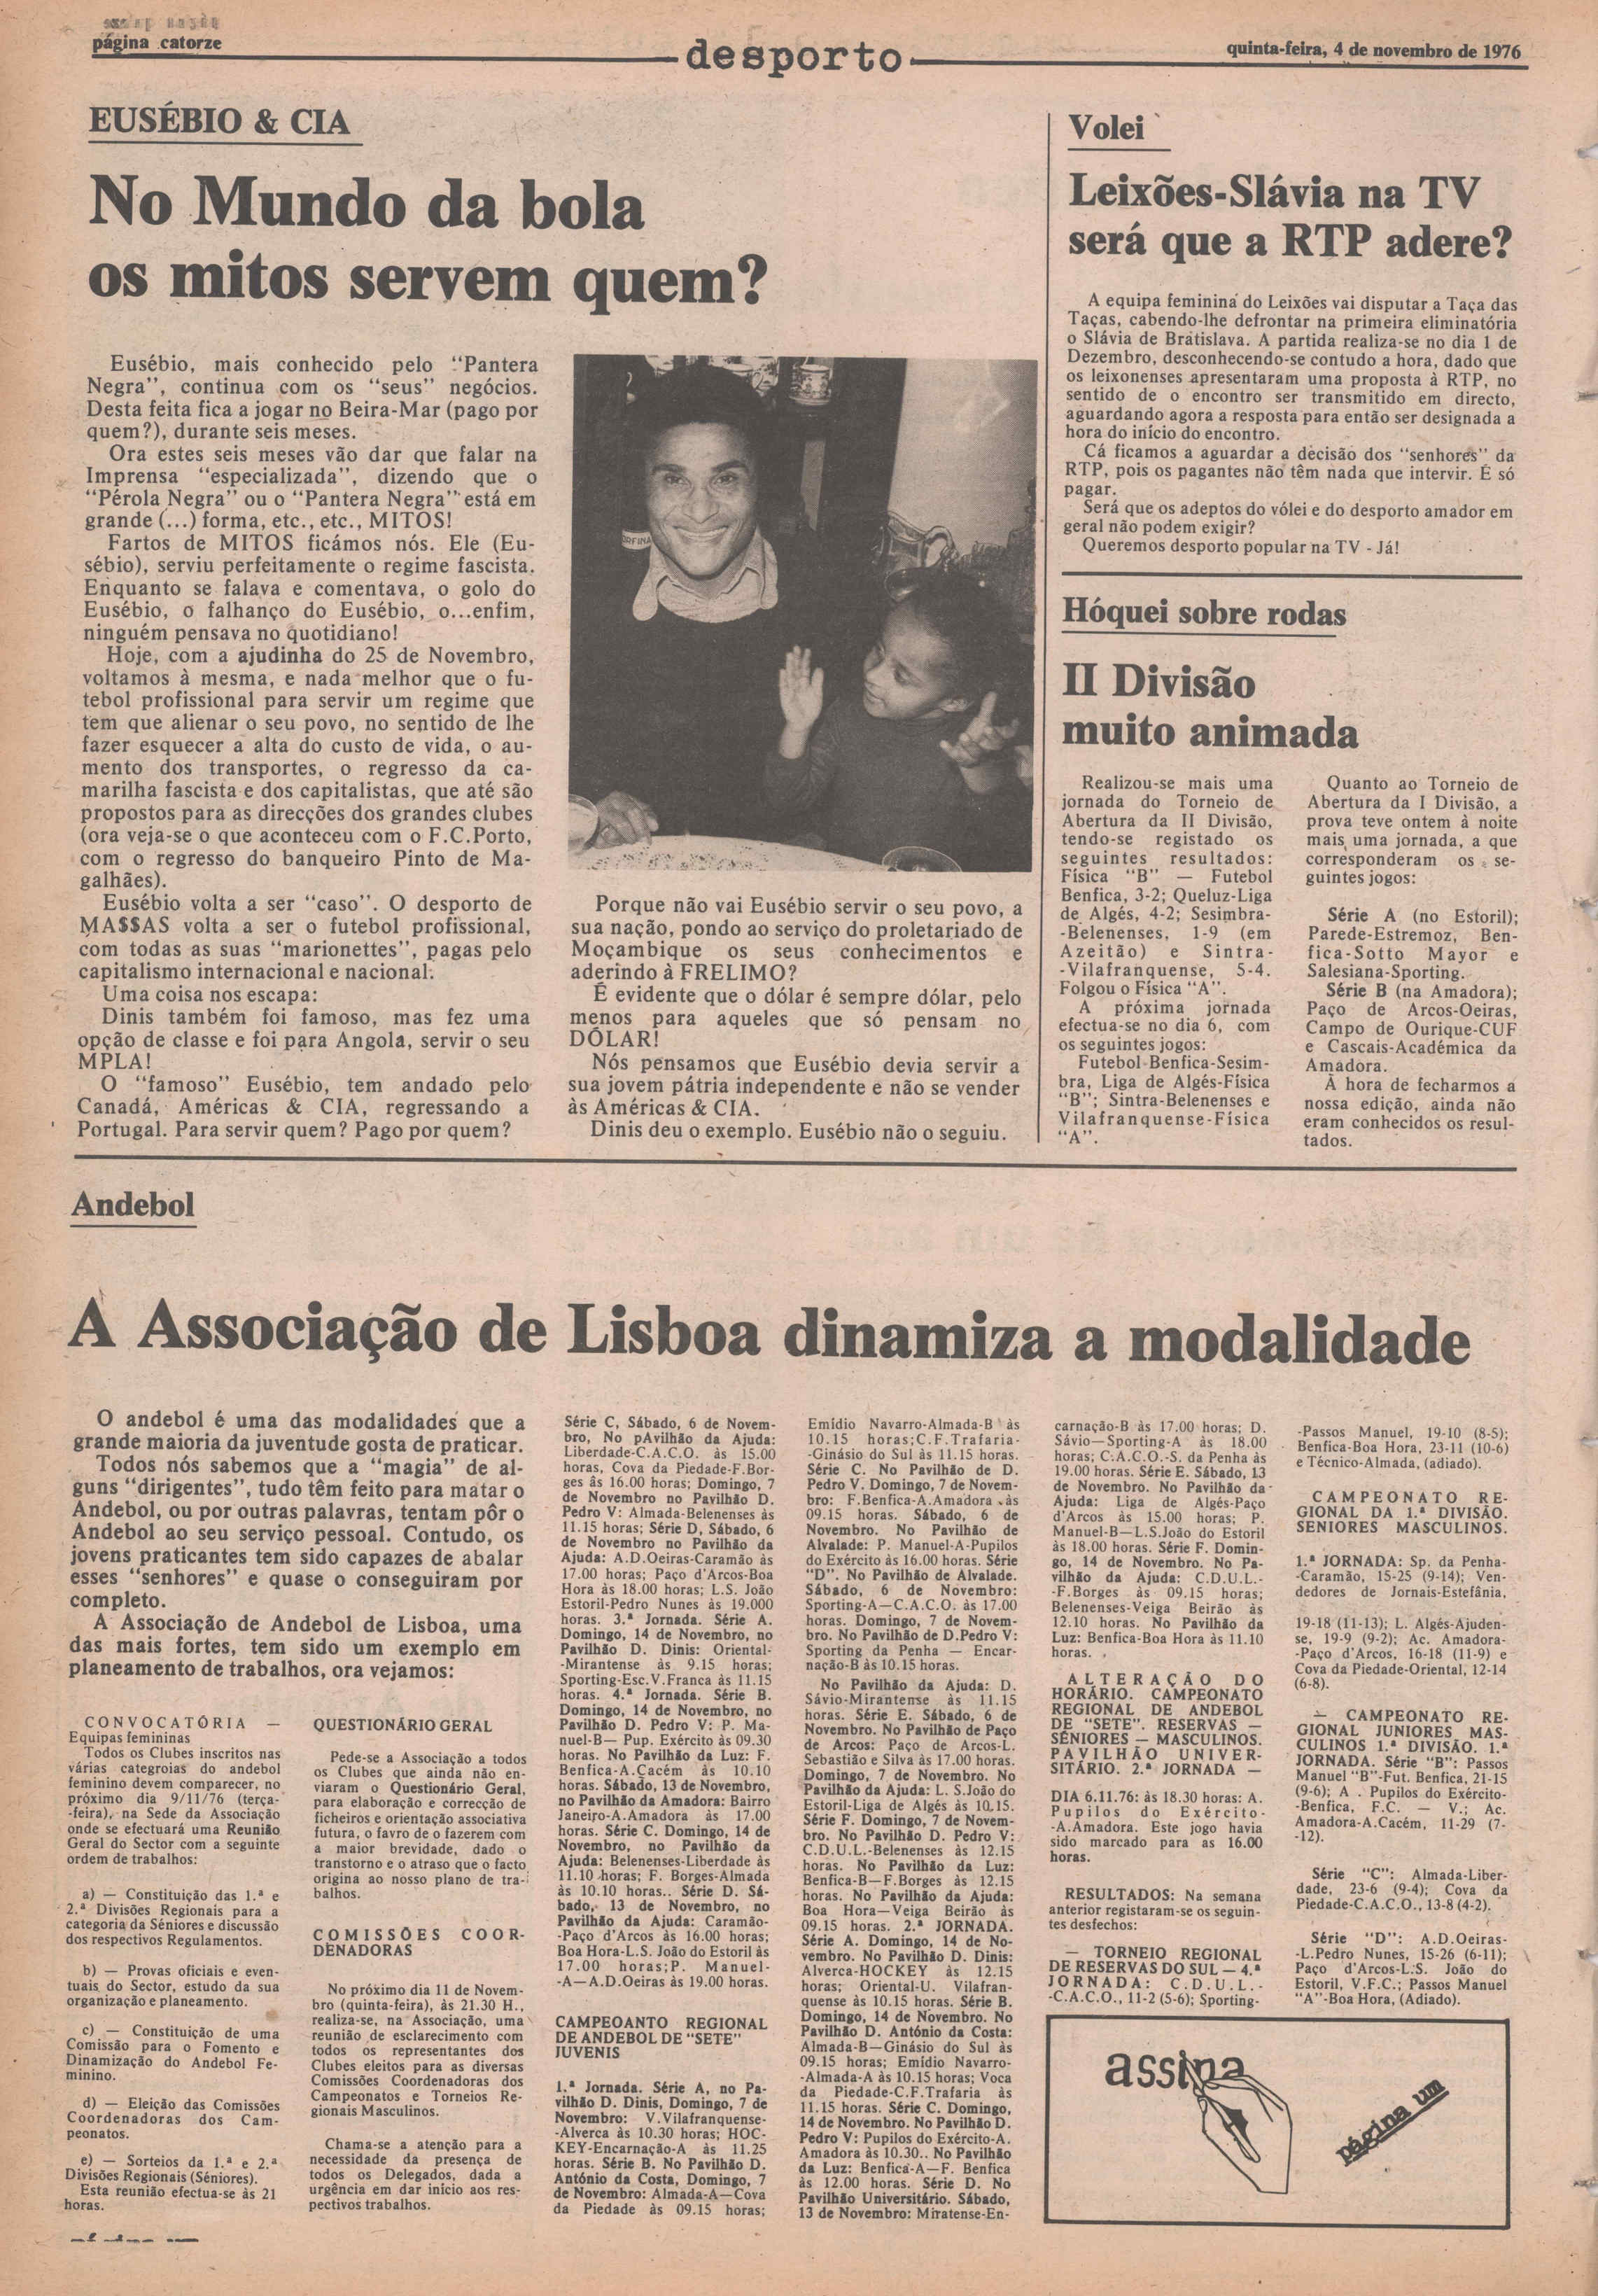 página catorze
desporto
quinta-feira, 4 de novembro de 1976
EUSÉBIO & CIA
No Mundo da bola
os mitos servem quem?
Eusébio, mais conhecido pelo "Pantera
Negra", continua com os "seus" negócios.
Desta feita fica a jogar no Beira-Mar (pago por
quem?), durante seis meses.
Ora estes seis meses vão dar que falar na
Imprensa "especializada", dizendo que o
"Pérola Negra" ou o "Pantera Negra" está em
grande (...) forma, etc., etc., MITOS!
Fartos de MITOS ficámos nós. Ele (Eu-
sébio), serviu perfeitamente o regime fascista.
Enquanto se falava e comentava, o golo do
Eusébio, o falhanço do Eusébio, o...enfim,
ninguém pensava no quotidiano!
Hoje, com a ajudinha do 25 de Novembro,
voltamos à mesma, e nada melhor que o fu-
tebol profissional para servir um regime que
tem que alienar o seu povo, no sentido de lhe
fazer esquecer a alta do custo de vida, o au-
mento dos transportes, o regresso da ca-
marilha fascista e dos capitalistas, que até são
propostos para as direcções dos grandes clubes
(ora veja-se o que aconteceu com o F.C.Porto,
com o regresso do banqueiro Pinto de Ma-
galhães).
Eusébio volta a ser "caso". O desporto de
MA$$AS volta a ser o futebol profissional,
com todas as suas "marionettes", pagas pelo
capitalismo internacional e nacional.
Uma coisa nos escapa:
Dinis também foi famoso, mas fez uma
opção de classe e foi para Angola, servir o seu
MPLA!
O "famoso" Eusébio, tem andado pelo
Canadá, Américas & CIA, regressando a
Portugal. Para servir quem? Pago por quem?
Porque não vai Eusébio servir o seu povo, a
sua nação, pondo ao serviço do proletariado de
Moçambique os seus conhecimentos e
aderindo à FRELIMO?
É evidente que o dólar é sempre dólar, pelo
menos para aqueles que só pensam no
DÓLAR!
Nós pensamos que Eusébio devia servir a
sua jovem pátria independente e não se vender
às Américas & CIA.
Dinis deu o exemplo. Eusébio não o seguiu.
Volei
Leixões-Slávia na TV
será que a RTP adere?
A equipa feminina do Leixões vai disputar a Taça das
Taças, cabendo-lhe defrontar na primeira eliminatória
o Slávia de Bratislava. A partida realiza-se no dia 1 de
Dezembro, desconhecendo-se contudo a hora, dado que
os leixonenses apresentaram uma proposta à RTP, no
sentido de o encontro ser transmitido em directo,
aguardando agora a resposta para então ser designada a
hora do início do encontro.
Cá ficamos a aguardar a decisão dos "senhores" da
RTP, pois os pagantes não têm nada que intervir. É só
pagar.
Será que os adeptos do vólei e do desporto amador em
geral não podem exigir?
Queremos desporto popular na TV - Já!
Hóquei sobre rodas
II Divisão
muito animada
Realizou-se mais uma
jornada do Torneio de
Abertura da II Divisão,
tendo-se registado os
seguintes resultados:
Física "B" — Futebol
Benfica, 3-2; Queluz-Liga
de Algés, 4-2; Sesimbra-
-Belenenses, 1-9 (em
Azeitão) e Sintra-
-Vilafranquense, 5-4.
Folgou o Física "A".
A próxima jornada
efectua-se no dia 6, com
os seguintes jogos:
Futebol Benfica-Sesim-
bra, Liga de Algés-Física
"B"; Sintra-Belenenses e
Vilafranquense-Física
"A".
Quanto ao Torneio de
Abertura da I Divisão, a
prova teve ontem à noite
mais uma jornada, a que
corresponderam os se-
guintes jogos:
Série A (no Estoril);
Parede-Estremoz, Ben-
fica-Sotto Mayor e
Salesiana-Sporting.
Série B (na Amadora);
Paço de Arcos-Oeiras,
Campo de Ourique-CUF
e Cascais-Académica da
Amadora.
À hora de fecharmos a
nossa edição, ainda não
eram conhecidos os resul-
tados.
Andebol
A Associação de Lisboa dinamiza a modalidade
O andebol é uma das modalidades que a
grande maioria da juventude gosta de praticar.
Todos nós sabemos que a "magia" de al-
guns "dirigentes", tudo têm feito para matar o
Andebol, ou por outras palavras, tentam pôr o
Andebol ao seu serviço pessoal. Contudo, os
jovens praticantes tem sido capazes de abalar
esses "senhores" e quase o conseguiram por
completo.
A Associação de Andebol de Lisboa, uma
das mais fortes, tem sido um exemplo em
planeamento de trabalhos, ora vejamos:
CONVOCATÓRIA —
Equipas femininas
Todos os Clubes inscritos nas
várias categroias do andebol
feminino devem comparecer, no
próximo dia 9/11/76 (terça-
-feira), na Sede da Associação
onde se efectuará uma Reunião
Geral do Sector com a seguinte
ordem de trabalhos:
a) — Constituição das 1.ª e
2.ª Divisões Regionais para a
categoria da Séniores e discussão
dos respectivos Regulamentos.
b) — Provas oficiais e even-
tuais do Sector, estudo da sua
organização e planeamento.
c) — Constituição de uma
Comissão para o Fomento e
Dinamização do Andebol Fe-
minino.
d) — Eleição das Comissões
Coordenadoras dos Cam-
peonatos.
e) — Sorteios da 1.ª e 2.ª
Divisões Regionais (Séniores).
Esta reunião efectua-se às 21
horas.
QUESTIONÁRIO GERAL
Pede-se a Associação a todos
os Clubes que ainda não en-
viaram o Questionário Geral,
para elaboração e correcção de
ficheiros e orientação associativa
futura, o favro de o fazerem com
a maior brevidade, dado o
transtorno e o atraso que o facto
origina ao nosso plano de tra-
balhos.
COMISSÕES COOR-
DENADORAS
No próximo dia 11 de Novem-
bro (quinta-feira), às 21.30 H.,
realiza-se, na Associação, uma
reunião de esclarecimento com
todos os representantes dos
Clubes eleitos para as diversas
Comissões Coordenadoras dos
Campeonatos e Torneios Re-
gionais Masculinos.
Chama-se a atenção para a
necessidade da presença de
todos os Delegados, dada a
urgência em dar início aos res-
pectivos trabalhos.
Série C, Sábado, 6 de Novem-
bro, No pAvilhão da Ajuda:
Liberdade-C.A.C.O. às 15.00
horas, Cova da Piedade-F.Bor-
ges âs 16.00 horas; Domingo, 7
de Novembro no Pavilhão D.
Pedro V: Almada-Belenenses às
11.15 horas; Série D, Sábado, 6
de Novembro no Pavilhão da
Ajuda: A.D.Oeiras-Caramão às
17.00 horas; Paço d'Arcos-Boa
Hora às 18.00 horas; L.S. João
Estoril-Pedro Nunes às 19.000
horas. 3.ª Jornada. Série A.
Domingo, 14 de Novembro, no
Pavilhão D. Dinis: Oriental-
-Mirantense às 9.15 horas;
Sporting-Esc.V.Franca às 11.15
horas. 4.ª Jornada. Série B.
Domingo, 14 de Novembro, no
Pavilhão D. Pedro V: P. Ma-
nuel-B— Pup. Exército às 09.30
horas. No Pavilhão da Luz: F.
Benfica-A.Cacém às 10.10
horas. Sábado, 13 de Novembro,
no Pavilhão da Amadora: Bairro
Janeiro-A.Amadora às 17.00
horas. Série C. Domingo, 14 de
Novembro, no Pavilhão da
Ajuda: Belenenses-Liberdade às
11.10 horas; F. Borges-Almada
às 10.10 horas.. Série D. Sá-
bado, 13 de Novembro, no
Pavilhão da Ajuda: Caramão-
-Paço d'Arcos às 16.00 horas;
Boa Hora-L.S. João do Estoril às
17.00 horas;P. Manuel-
-A—A.D.Oeiras às 19.00 horas.
CAMPEOANTO REGIONAL
DE ANDEBOL DE "SETE"
JUVENIS
1.ª Jornada. Série A, no Pa-
vilhão D. Dinis, Domingo, 7 de
Novembro: V.Vilafranquense-
-Alverca às 10.30 horas; HOC-
KEY-Encarnação-A às 11.25
horas. Série B. No Pavilhão D.
António da Costa, Domingo, 7
de Novembro: Almada-A—Cova
da Piedade às 09.15 horas;
Emídio Navarro-Almada-B às
10.15 horas;C.F.Trafaria-
-Ginásio do Sul às 11.15 horas.
Série C. No Pavilhão de D.
Pedro V. Domingo, 7 de Novem-
bro: F.Benfica-A.Amadora às
09.15 horas. Sábado, 6 de
Novembro. No Pavilhão de
Alvalade: P. Manuel-A-Pupilos
do Exército às 16.00 horas. Série
"D". No Pavilhão de Alvalade.
Sábado, 6 de Novembro:
Sporting-A—C.A.C.O. às 17.00
horas. Domingo, 7 de Novem-
bro. No Pavilhão de D.Pedro V:
Sporting da Penha — Encar-
nação-B às 10.15 horas.
No Pavilhão da Ajuda: D.
Sávio-Mirantense às 11.15
horas. Série E. Sábado, 6 de
Novembro. No Pavilhão de Paço
de Arcos: Paço de Arcos-L.
Sebastião e Silva às 17.00 horas.
Domingo, 7 de Novembro. No
Pavilhão da Ajuda: L. S.João do
Estoril-Liga de Algés às 10.15.
Série F. Domingo, 7 de Novem-
bro. No Pavilhão D. Pedro V:
C.D.U.L.-Belenenses às 12.15
horas. No Pavilhão da Luz:
Benfica-B—F.Borges às 12.15
horas. No Pavilhão da Ajuda:
Boa Hora—Veiga Beirão às
09.15 horas. 2.ª JORNADA.
Série A. Domingo, 14 de No-
vembro. No Pavilhão D. Dinis:
Alverca-HOCKEY às 12.15
horas; Oriental-U. Vilafran-
quense às 10.15 horas. Série B.
Domingo, 14 de Novembro. No
Pavilhão D. António da Costa:
Almada-B—Ginásio do Sul às
09.15 horas; Emídio Navarro-
-Almada-A às 10.15 horas; Voca
da Piedade-C.F.Trafaria às
11.15 horas. Série C. Domingo,
14 de Novembro. No Pavilhão D.
Pedro V: Pupilos do Exército-A.
Amadora às 10.30.. No Pavilhão
da Luz: Benfica-A—F. Benfica
às 12.00 horas. Série D. No
Pavilhão Universitário. Sábado,
13 de Novembro: Miratense-En-
carnação-B às 17.00 horas; D.
Sávio—Sporting-A às 18.00
horas; C.A.C.O.-S. da Penha às
19.00 horas. Série E. Sábado, 13
de Novembro. No Pavilhão da
Ajuda: Liga de Algés-Paço
d'Arcos às 15.00 horas; P.
Manuel-B—L.S.João do Estoril
às 18.00 horas. Série F. Domin-
go, 14 de Novembro. No Pa-
vilhão da Ajuda: C.D.U.L.-
-F.Borges às 09.15 horas;
Belenenses-Veiga Beirão às
12.10 horas. No Pavilhão da
Luz: Benfica-Boa Hora às 11.10
horas.
ALTERAÇÃO DO
HORÁRIO. CAMPEONATO
REGIONAL DE ANDEBOL
DE "SETE". RESERVAS —
SÉNIORES — MASCULINOS.
PAVILHÃO UNIVER-
SITÁRIO. 2.ª JORNADA —
DIA 6.11.76: às 18.30 horas: A.
Pupilos do Exército-
-A.Amadora. Este jogo havia
sido marcado para as 16.00
horas.
RESULTADOS: Na semana
anterior registaram-se os seguin-
tes desfechos:
— TORNEIO REGIONAL
DE RESERVAS DO SUL — 4.ª
JORNADA: C.D.U.L.-
-C.A.C.O., 11-2 (5-6); Sporting-
-Passos Manuel, 19-10 (8-5);
Benfica-Boa Hora, 23-11 (10-6)
e Técnico-Almada, (adiado).
CAMPEONATO RE-
GIONAL DA 1.ª DIVISÃO.
SENIORES MASCULINOS.
1.ª JORNADA: Sp. da Penha-
-Caramão, 15-25 (9-14); Ven-
dedores de Jornais-Estefânia,
19-18 (11-13); L. Algés-Ajuden-
se, 19-9 (9-2); Ac. Amadora-
-Paço d'Arcos, 16-18 (11-9) e
Cova da Piedade-Oriental, 12-14
(6-8).
— CAMPEONATO RE-
GIONAL JUNIORES MAS-
CULINOS 1.ª DIVISÃO. 1.ª
JORNADA. Série "B": Passos
Manuel "B"-Fut. Benfica, 21-15
(9-6); A . Pupilos do Exército-
-Benfica, F.C. — V.; Ac.
Amadora-A.Cacém, 11-29 (7-
-12).
Série "C": Almada-Liber-
dade, 23-6 (9-4); Cova da
Piedade-C.A.C.O., 13-8 (4-2).
Série "D": A.D.Oeiras-
-L.Pedro Nunes, 15-26 (6-11);
Paço d'Arcos-L.S. João do
Estoril, V.F.C.; Passos Manuel
"A"-Boa Hora, (Adiado).
assina
página um